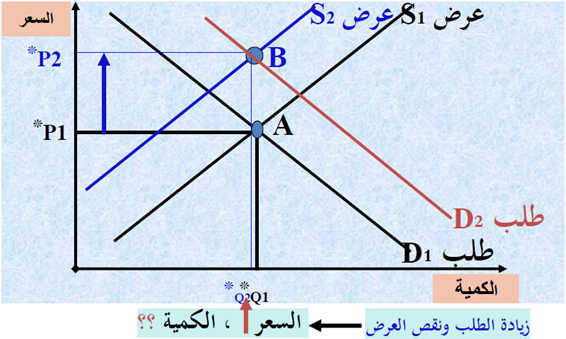 السعر
عرض S2 عرض S1
*P2
B
*P1
A
طلب D2
طلب D1
الكمية
*Q2 *Q1
زيادة الطلب ونقص العرض
السعر ، الكمية ؟؟